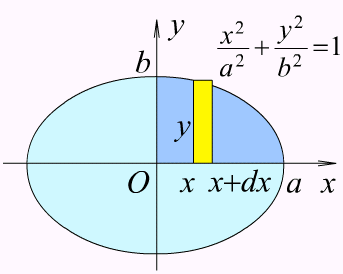 y
x²/a² + y²/b² = 1
b
y
O x x+dx a x